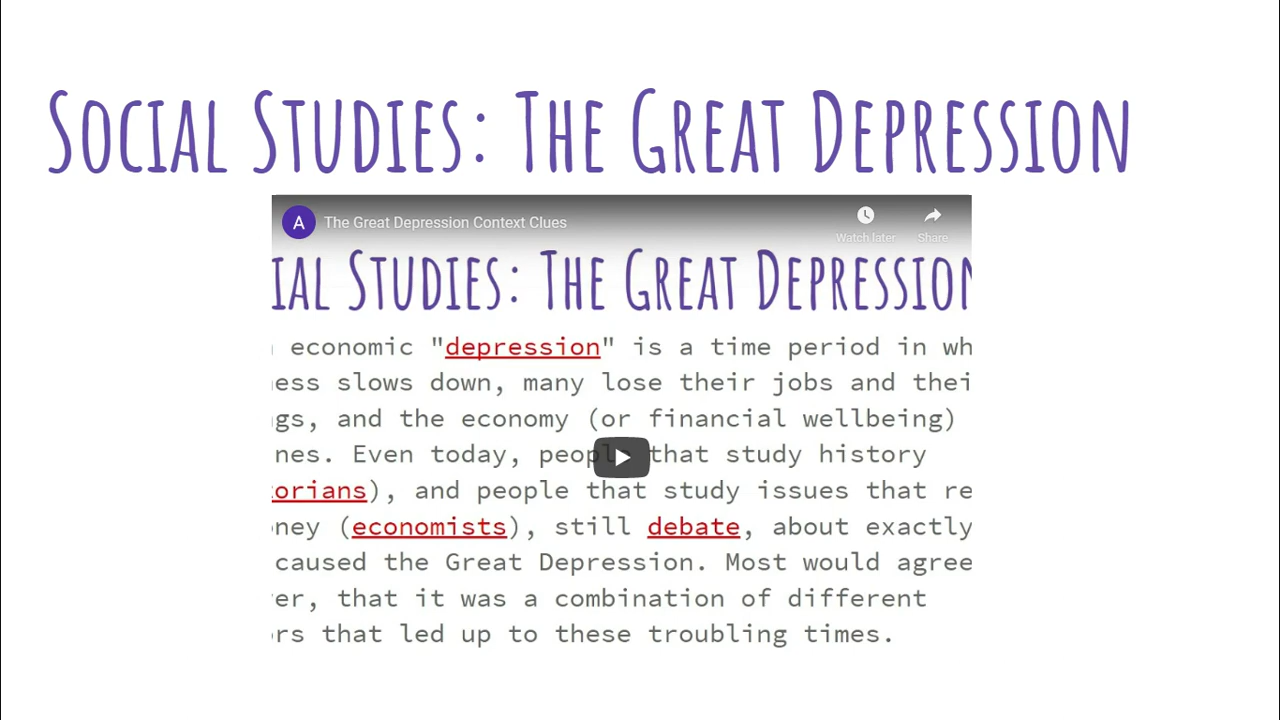 Social Studies: The Great Depression
A The Great Depression Context Clues
Watch later Share
ial Studies: The Great Depression
economic "depression" is a time period in wh
ess slows down, many lose their jobs and thei
gs, and the economy (or financial wellbeing)
nes. Even today, people that study history
orians), and people that study issues that re
ney (economists), still debate, about exactly
caused the Great Depression. Most would agree
er, that it was a combination of different
rs that led up to these troubling times.